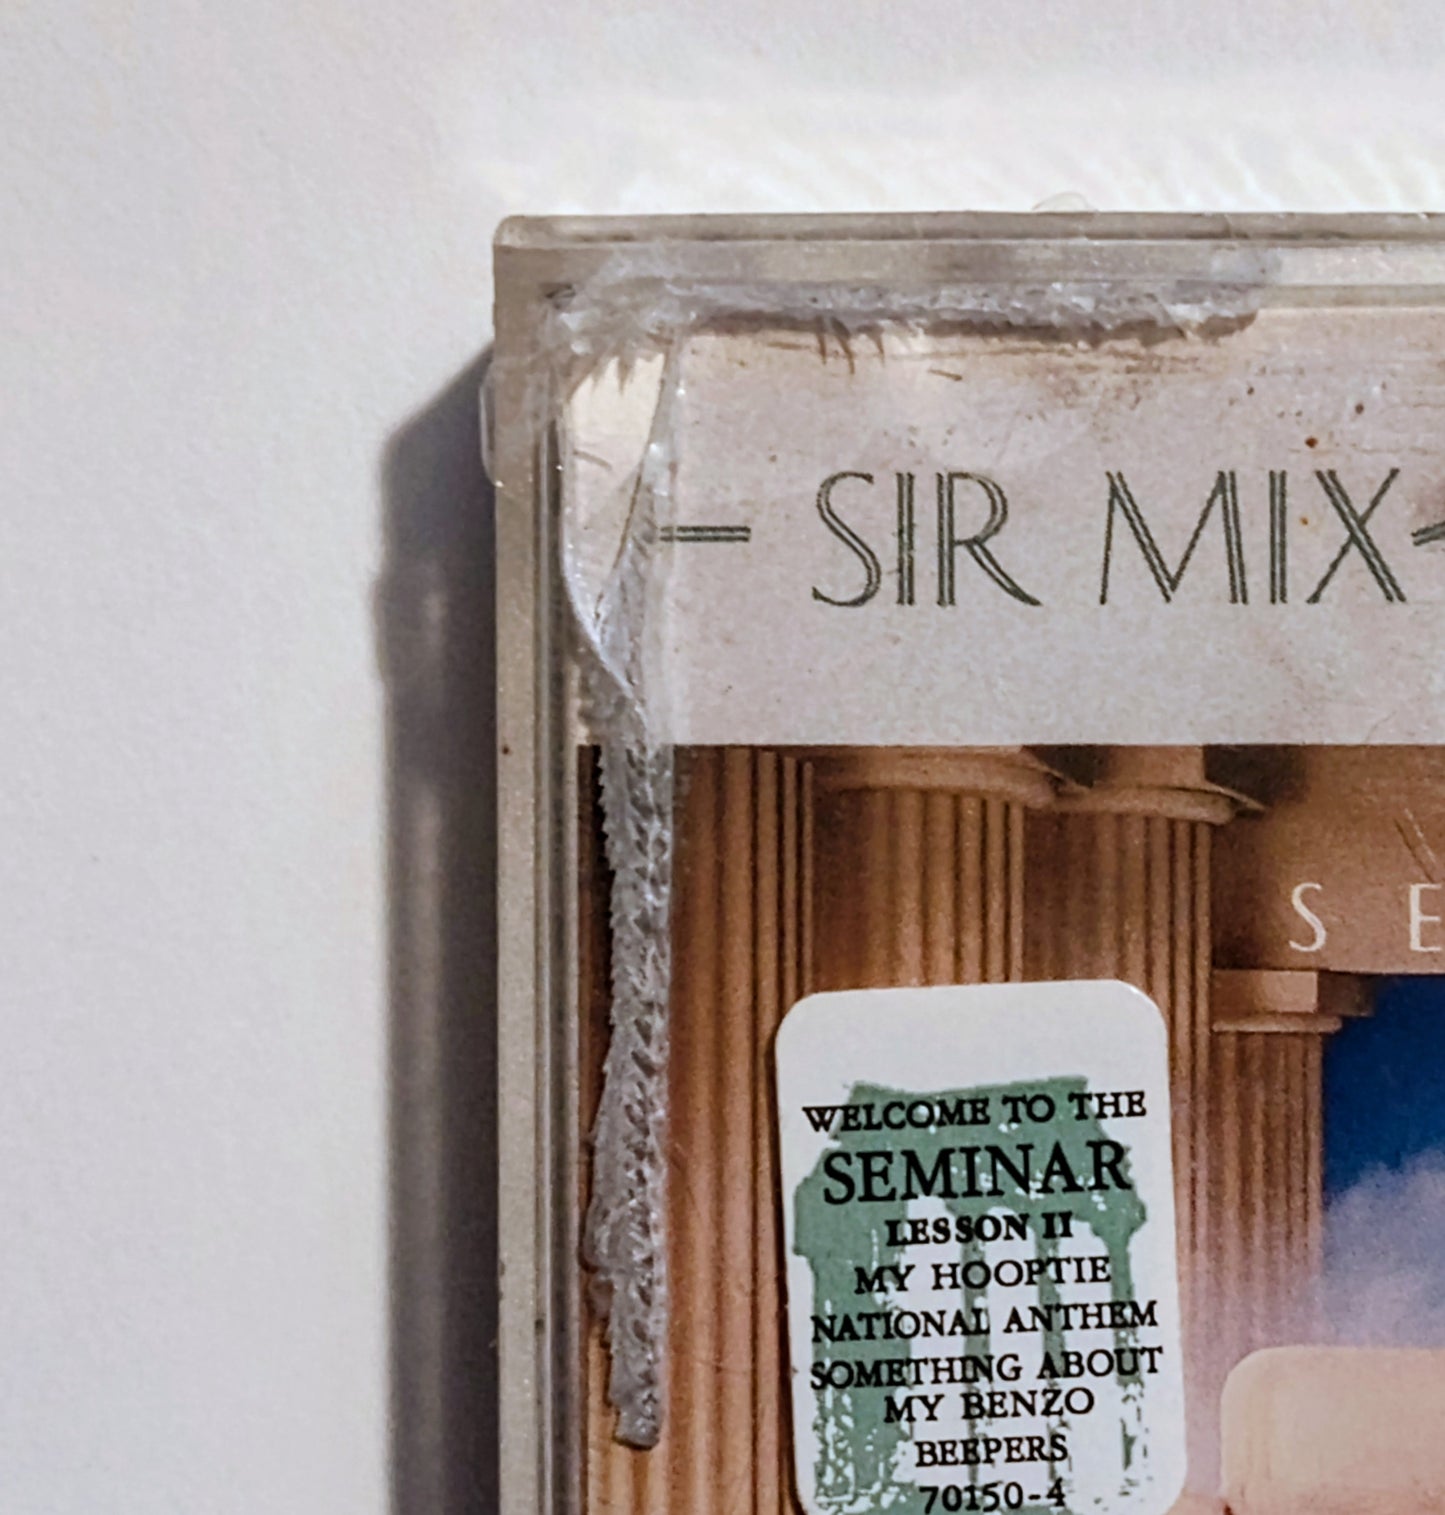 SIR MIX
S E
WELCOME TO THE
SEMINAR
LESSON II
MY HOOPTIE
NATIONAL ANTHEM
SOMETHING ABOUT
MY BENZO
BEEPERS
70150-4